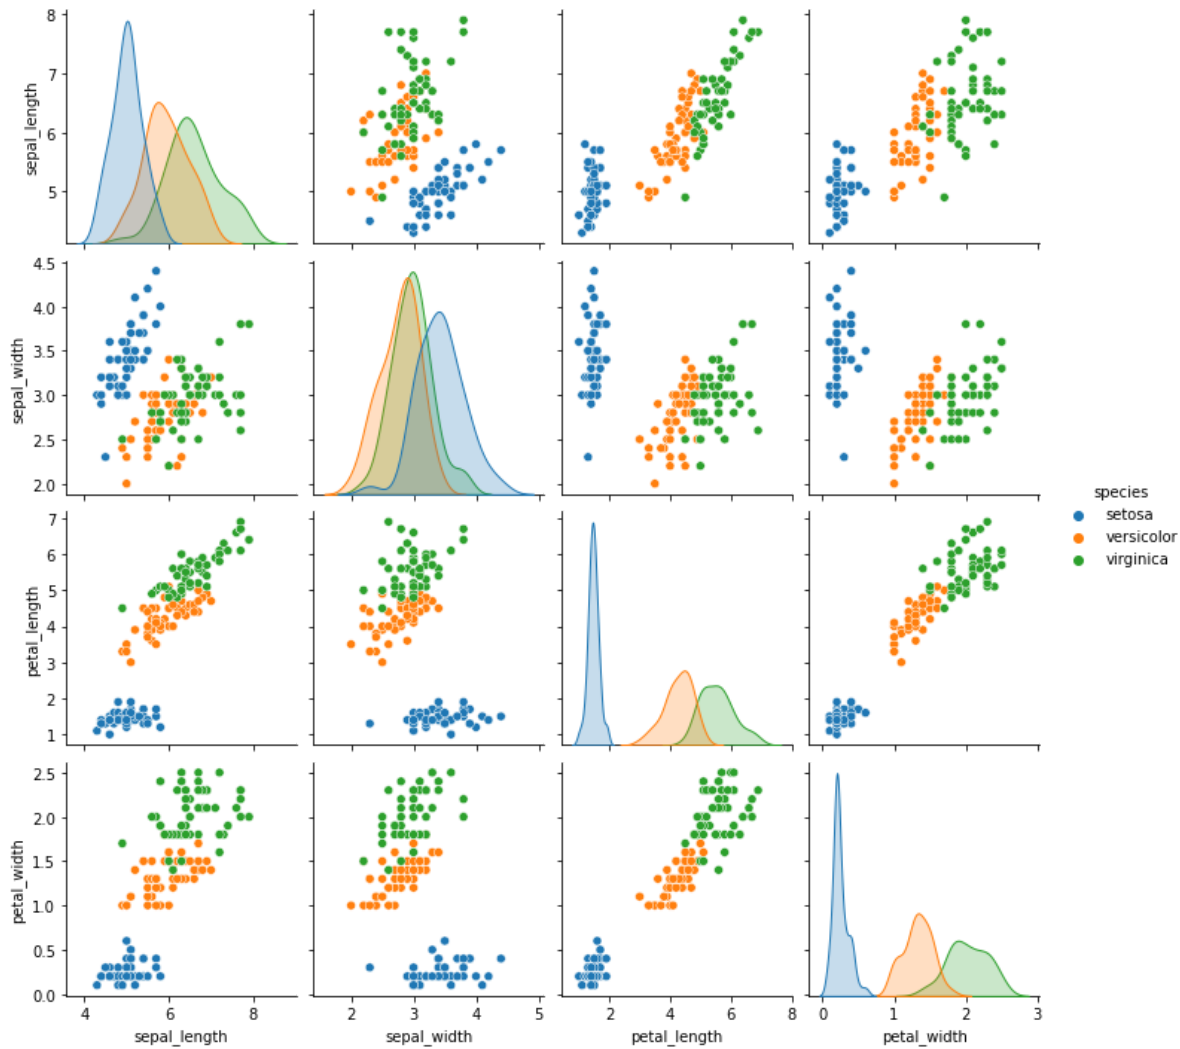 8
7
6
5
sepal_length
4.5
4.0
3.5
3.0
2.5
2.0
sepal_width
species
setosa
versicolor
virginica
7
6
5
4
3
2
1
petal_length
2.5
2.0
1.5
1.0
0.5
0.0
petal_width
4 6 8
sepal_length
2 3 4 5
sepal_width
2 4 6 8
petal_length
0 1 2 3
petal_width